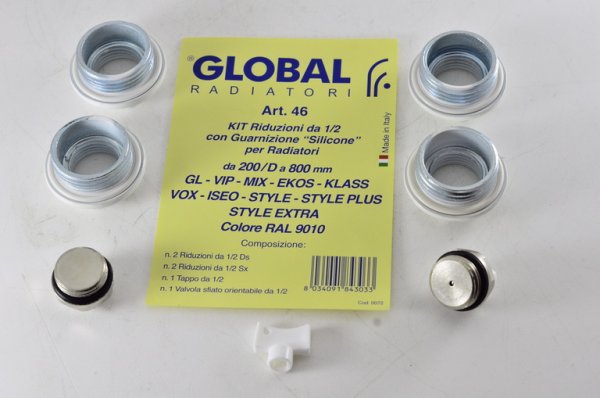 ® GLOBAL
RADIATORI
Art. 46
KIT Riduzioni da 1/2
con Guarnizione "Silicone"
per Radiatori
da 200/D a 800 mm
GL - VIP - MIX - EKOS - KLASS
VOX - ISEO - STYLE - STYLE PLUS
STYLE EXTRA
Colore RAL 9010
Made in Italy
Composizione:
n. 2 Riduzioni da 1/2 Ds
n. 2 Riduzioni da 1/2 Sx
n. 1 Tappo da 1/2
n. 1 Valvola sfiato orientabile da 1/2
8 034091 843033